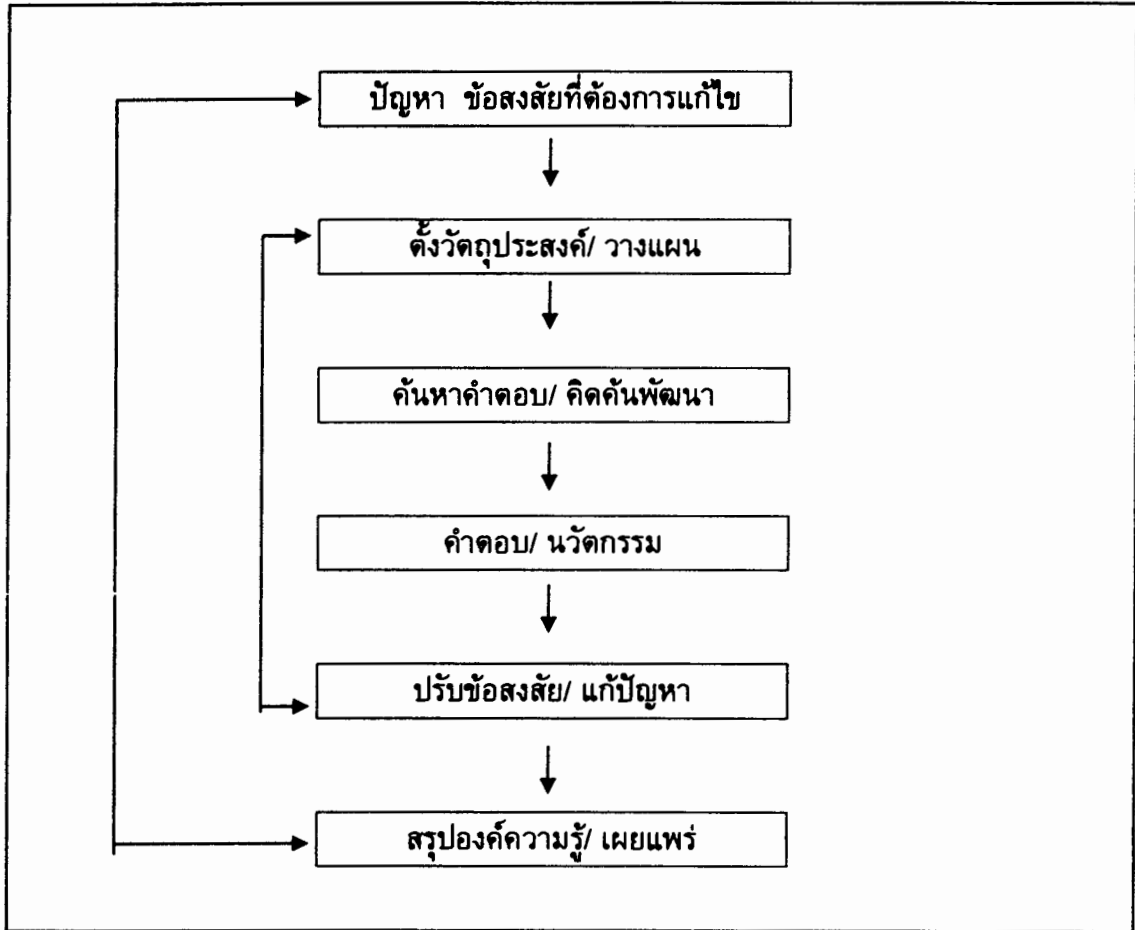 ปัญหา ข้อสงสัยที่ต้องการแก้ไข
ตั้งวัตถุประสงค์/ วางแผน
ค้นหาคำตอบ/ คิดค้นพัฒนา
คำตอบ/ นวัตกรรม
ปรับข้อสงสัย/ แก้ปัญหา
สรุปองค์ความรู้/ เผยแพร่